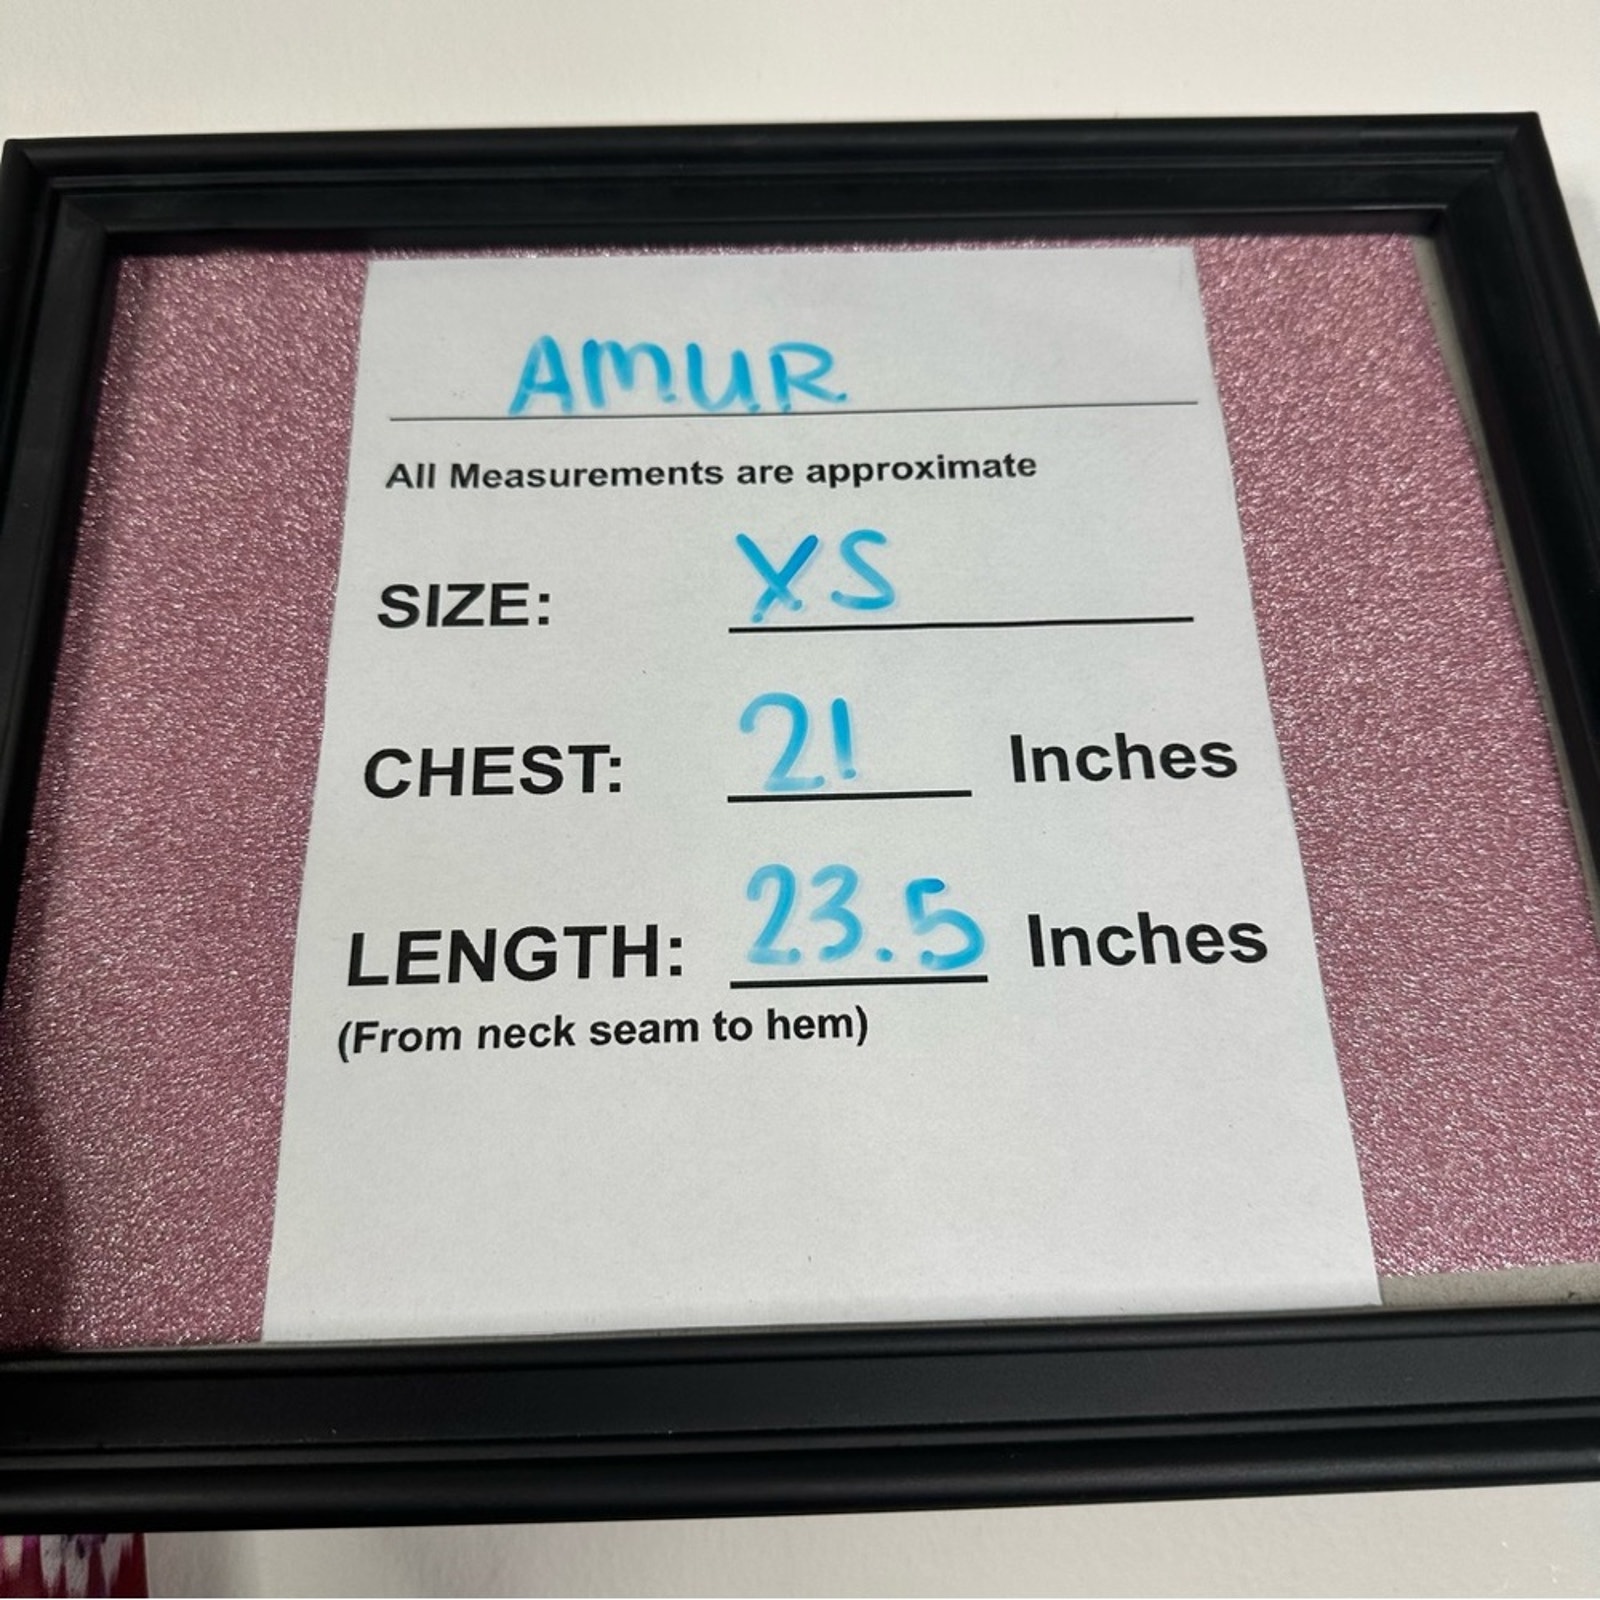 AMUR
All Measurements are approximate
SIZE: XS
CHEST: 21 Inches
LENGTH: 23.5 Inches
(From neck seam to hem)